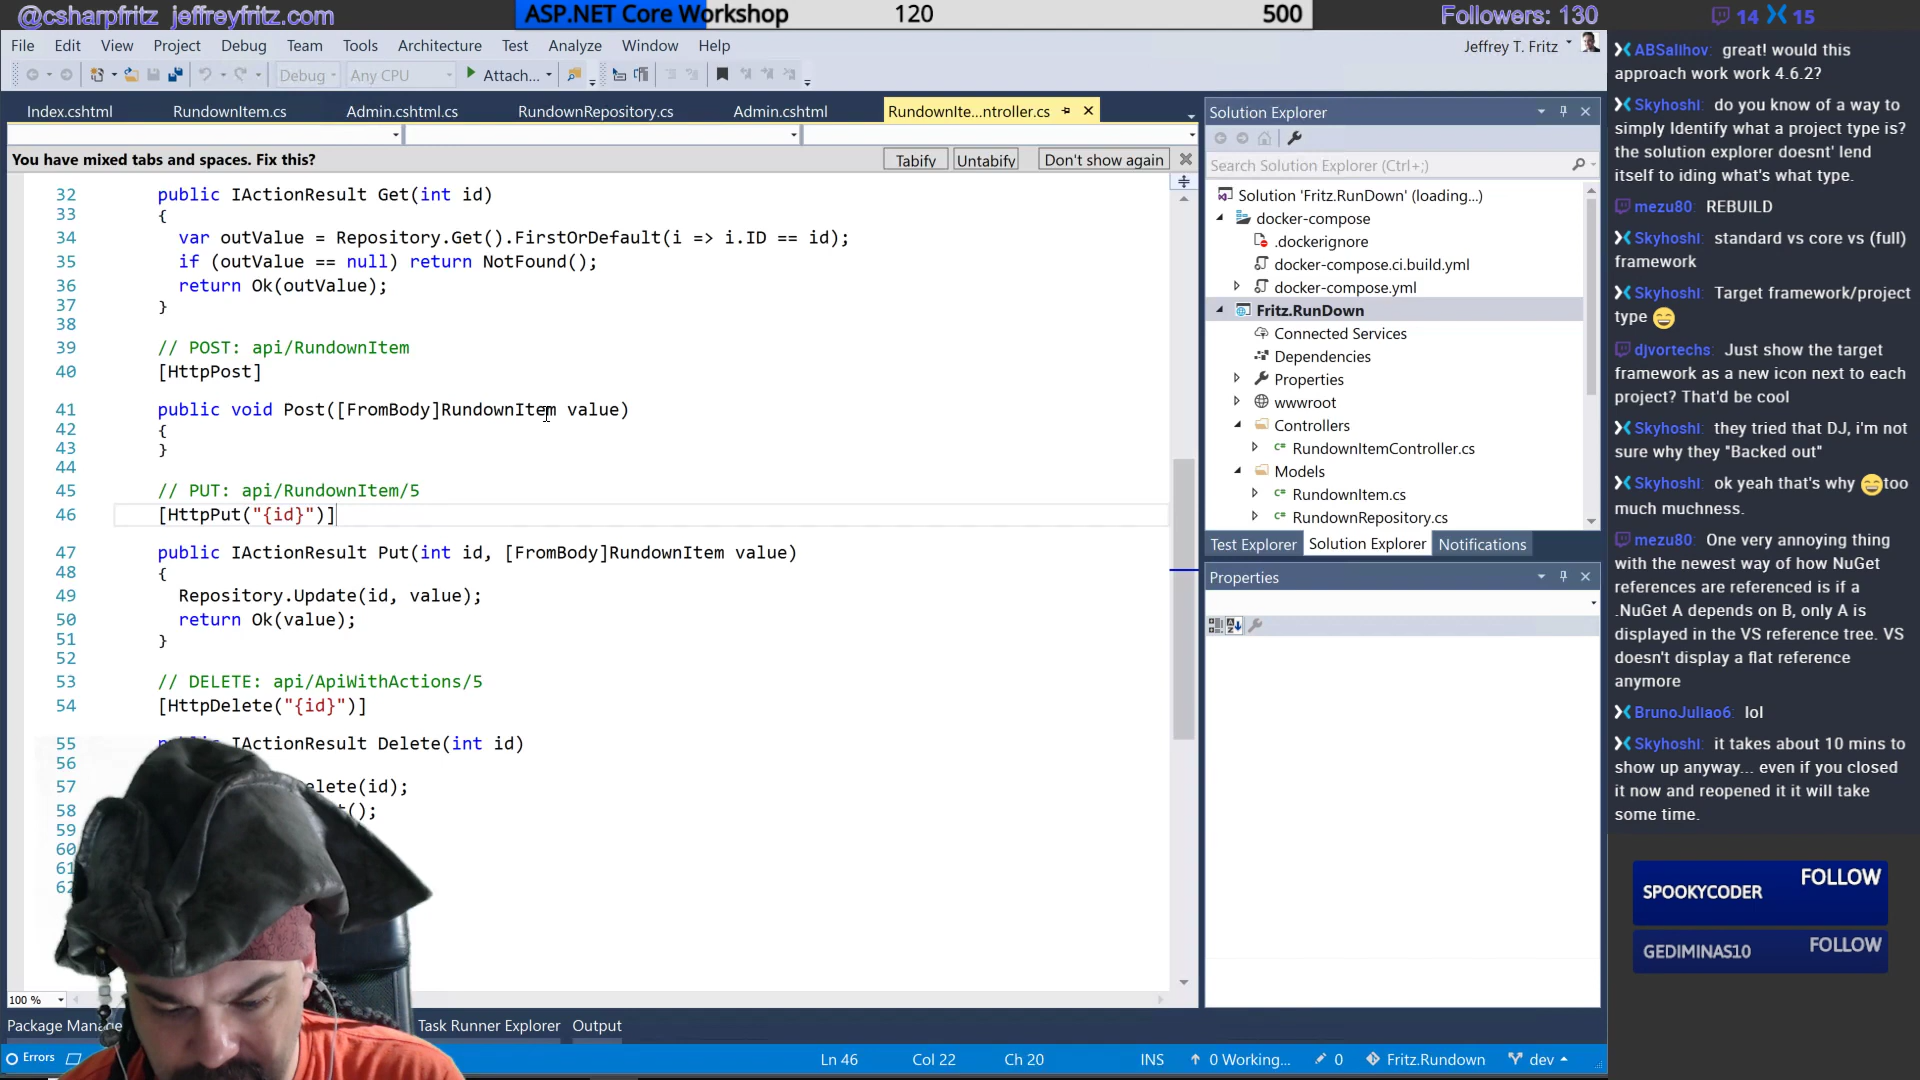 @csharpfritz jeffreyfritz.com
ASP.NET Core Workshop 120 500
Followers: 130
14 15
File Edit View Project Debug Team Tools Architecture Test Analyze Window Help
Jeffrey T. Fritz
Debug Any CPU Attach...
Index.cshtml RundownItem.cs Admin.cshtml.cs RundownRepository.cs Admin.cshtml RundownIte...ntroller.cs
You have mixed tabs and spaces. Fix this? Tabify Untabify Don't show again
32 public IActionResult Get(int id)
33 {
34 var outValue = Repository.Get().FirstOrDefault(i => i.ID == id);
35 if (outValue == null) return NotFound();
36 return Ok(outValue);
37 }
38
39 // POST: api/RundownItem
40 [HttpPost]
41 public void Post([FromBody]RundownItem value)
42 {
43 }
44
45 // PUT: api/RundownItem/5
46 [HttpPut("{id}")]
47 public IActionResult Put(int id, [FromBody]RundownItem value)
48 {
49 Repository.Update(id, value);
50 return Ok(value);
51 }
52
53 // DELETE: api/ApiWithActions/5
54 [HttpDelete("{id}")]
55 IActionResult Delete(int id)
56
57 elete(id);
58 ();
59
60
61
62
100 %
Package Manage Task Runner Explorer Output
Errors Ln 46 Col 22 Ch 20 INS 0 Working... 0 Fritz.Rundown dev
Solution Explorer
Search Solution Explorer (Ctrl+;)
Solution 'Fritz.RunDown' (loading...)
docker-compose
.dockerignore
docker-compose.ci.build.yml
docker-compose.yml
Fritz.RunDown
Connected Services
Dependencies
Properties
wwwroot
Controllers
RundownItemController.cs
Models
RundownItem.cs
RundownRepository.cs
Test Explorer Solution Explorer Notifications
Properties
ABSalihov: great! would this
approach work work 4.6.2?
Skyhoshi: do you know of a way to
simply Identify what a project type is?
the solution explorer doesnt' lend
itself to iding what's what type.
mezu80: REBUILD
Skyhoshi: standard vs core vs (full)
framework
Skyhoshi: Target framework/project
type
djvortechs: Just show the target
framework as a new icon next to each
project? That'd be cool
Skyhoshi: they tried that DJ, i'm not
sure why they "Backed out"
Skyhoshi: ok yeah that's why too
much muchness.
mezu80: One very annoying thing
with the newest way of how NuGet
references are referenced is if a
.NuGet A depends on B, only A is
displayed in the VS reference tree. VS
doesn't display a flat reference
anymore
BrunoJuliao6: lol
Skyhoshi: it takes about 10 mins to
show up anyway... even if you closed
it now and reopened it it will take
some time.
SPOOKYCODER FOLLOW
GEDIMINAS10 FOLLOW